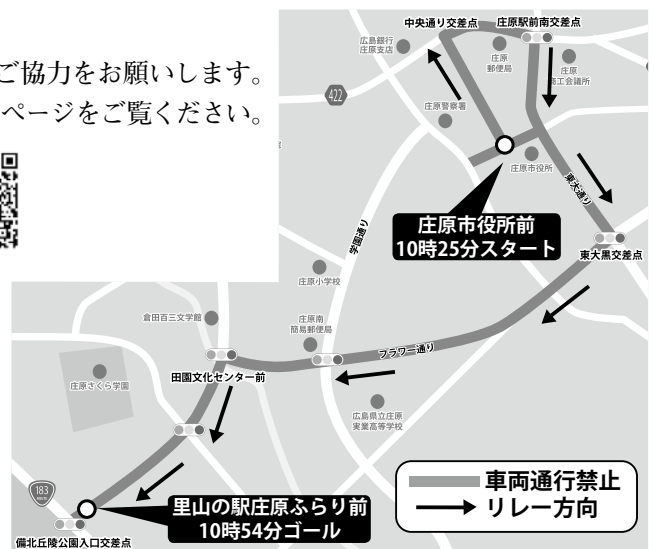 ご協力をお願いします。
ページをご覧ください。
中央通り交差点
庄原駅前南交差点
広島銀行
庄原支店
庄原
郵便局
庄原
商工会議所
422
庄原警察署
庄原市役所
東大通り
学園通り
庄原市役所前
10時25分スタート
東大黒交差点
庄原小学校
倉田百三文学館
庄原南
簡易郵便局
フラワー通り
田園文化センター前
庄原さくら学園
広島県立庄原
実業高等学校
183
里山の駅庄原ふらり前
10時54分ゴール
備北丘陵公園入口交差点
車両通行禁止
リレー方向